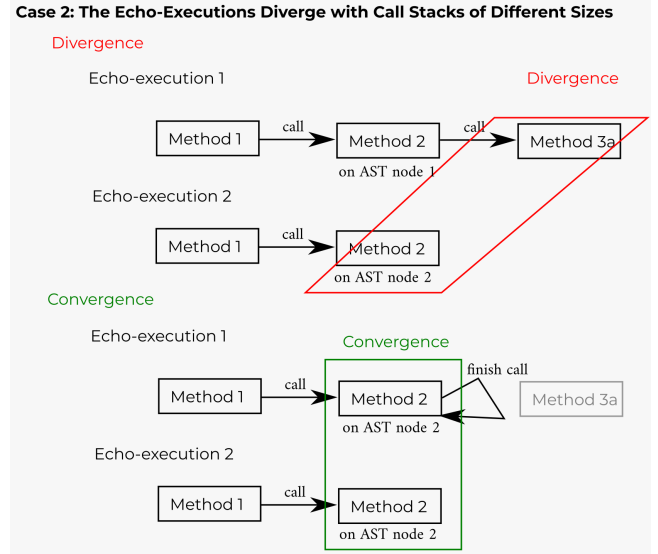 Case 2: The Echo-Executions Diverge with Call Stacks of Different Sizes
Divergence
Echo-execution 1
Divergence
Method 1
call
Method 2
call
Method 3a
on AST node 1
Echo-execution 2
Method 1
call
Method 2
on AST node 2
Convergence
Echo-execution 1
Convergence
Method 1
call
Method 2
finish call
Method 3a
on AST node 2
Echo-execution 2
Method 1
call
Method 2
on AST node 2